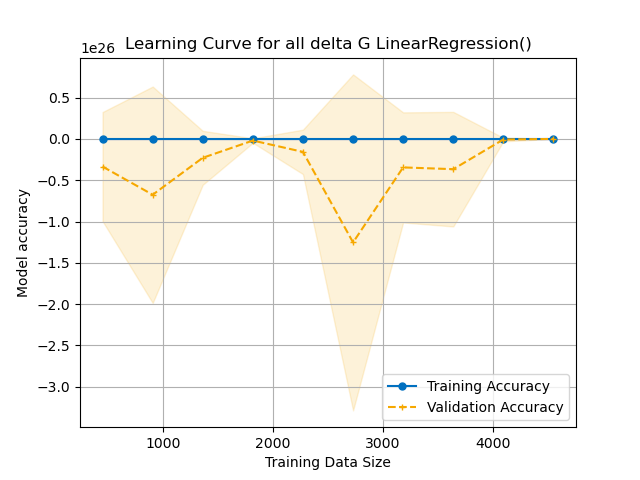 Learning Curve for all delta G LinearRegression()
1e26
0.5
0.0
−0.5
−1.0
−1.5
−2.0
−2.5
−3.0
Model accuracy
1000
2000
3000
4000
Training Data Size
Training Accuracy
Validation Accuracy